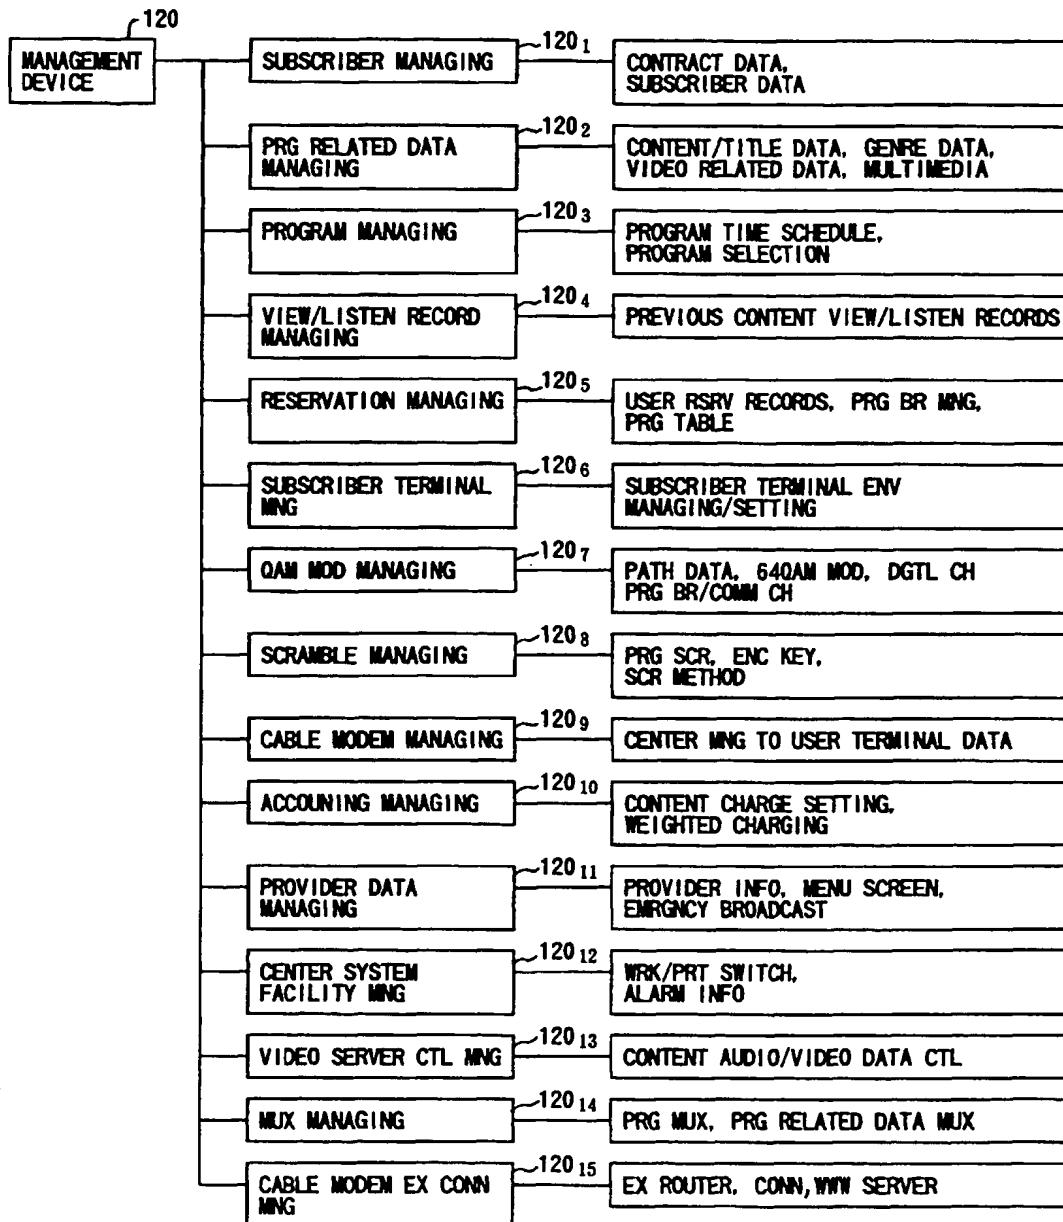 120
MANAGEMENT
DEVICE
SUBSCRIBER MANAGING
120 1
CONTRACT DATA,
SUBSCRIBER DATA
PRG RELATED DATA
MANAGING
120 2
CONTENT/TITLE DATA, GENRE DATA,
VIDEO RELATED DATA, MULTIMEDIA
PROGRAM MANAGING
120 3
PROGRAM TIME SCHEDULE,
PROGRAM SELECTION
VIEW/LISTEN RECORD
MANAGING
120 4
PREVIOUS CONTENT VIEW/LISTEN RECORDS
RESERVATION MANAGING
120 5
USER RSRV RECORDS, PRG BR MNG,
PRG TABLE
SUBSCRIBER TERMINAL
MNG
120 6
SUBSCRIBER TERMINAL ENV
MANAGING/SETTING
QAM MOD MANAGING
120 7
PATH DATA, 64QAM MOD, DGTL CH
PRG BR/COMM CH
SCRAMBLE MANAGING
120 8
PRG SCR, ENC KEY,
SCR METHOD
CABLE MODEM MANAGING
120 9
CENTER MNG TO USER TERMINAL DATA
ACCOUNING MANAGING
120 10
CONTENT CHARGE SETTING,
WEIGHTED CHARGING
PROVIDER DATA
MANAGING
120 11
PROVIDER INFO, MENU SCREEN,
EMRGNCY BROADCAST
CENTER SYSTEM
FACILITY MNG
120 12
WRK/PRT SWITCH,
ALARM INFO
VIDEO SERVER CTL MNG
120 13
CONTENT AUDIO/VIDEO DATA CTL
MUX MANAGING
120 14
PRG MUX, PRG RELATED DATA MUX
CABLE MODEM EX CONN
MNG
120 15
EX ROUTER, CONN,WWW SERVER